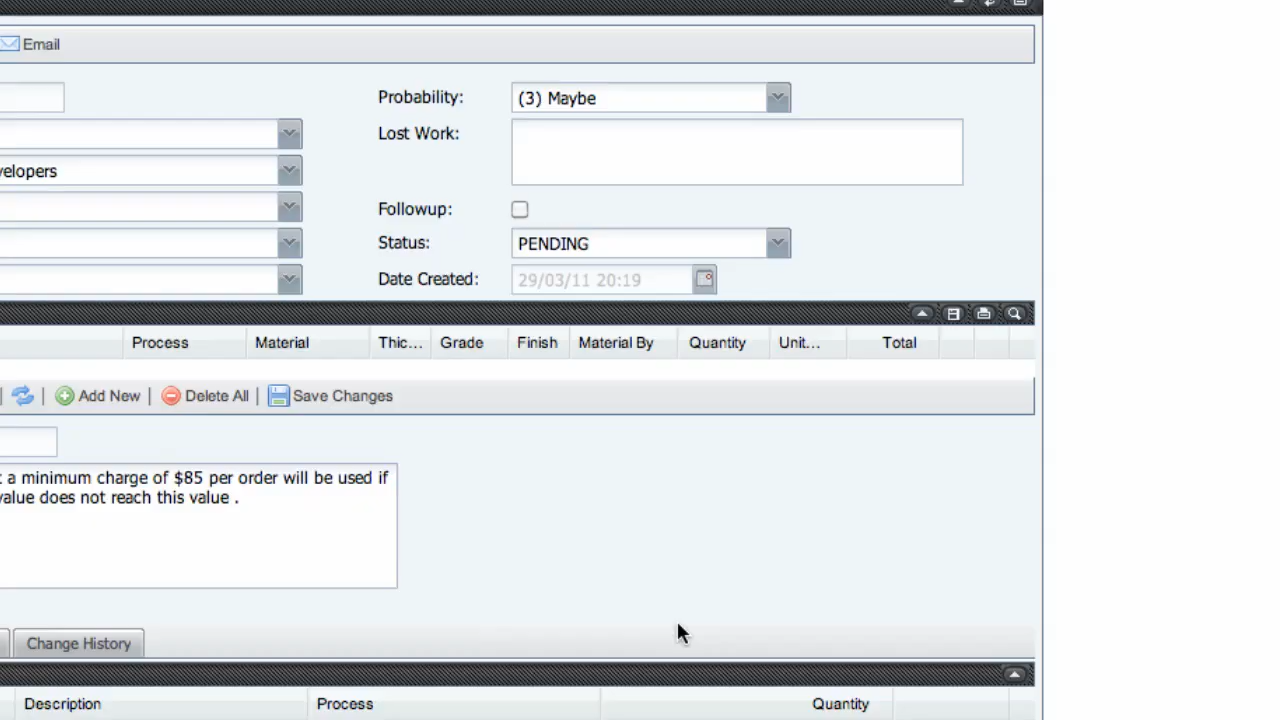 Email
Probability: (3) Maybe
Lost Work:
velopers
Followup:
Status: PENDING
Date Created: 29/03/11 20:19
Process Material Thic... Grade Finish Material By Quantity Unit... Total
| | Add New | Delete All | Save Changes
t a minimum charge of $85 per order will be used if
value does not reach this value .
Change History
Description Process Quantity